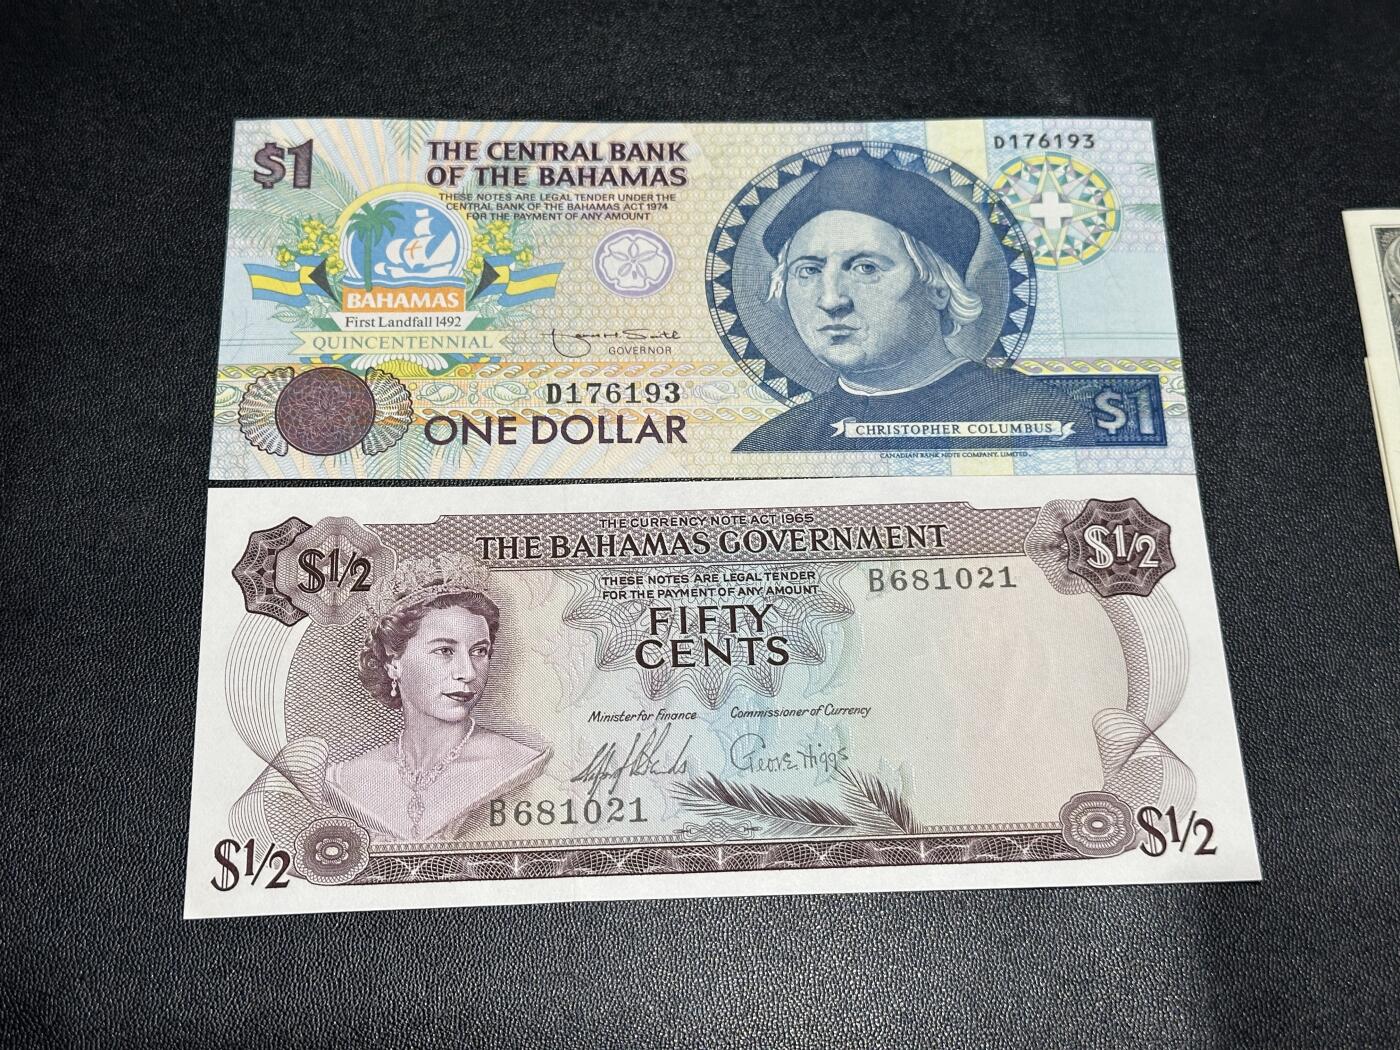 $1
THE CENTRAL BANK
OF THE BAHAMAS
THESE NOTES ARE LEGAL TENDER UNDER THE
CENTRAL BANK OF THE BAHAMAS ACT 1974
FOR THE PAYMENT OF ANY AMOUNT
D176193
BAHAMAS
First Landfall 1492
QUINCENTENNIAL
GOVERNOR
D176193
ONE DOLLAR
CHRISTOPHER COLUMBUS
$1
CANADIAN BANK NOTE COMPANY, LIMITED
THE CURRENCY NOTE ACT 1965
THE BAHAMAS GOVERNMENT
$1/2
$1/2
THESE NOTES ARE LEGAL TENDER
FOR THE PAYMENT OF ANY AMOUNT
B681021
FIFTY
CENTS
Minister for Finance
Commissioner of Currency
Geo. E. Higgs
B681021
$1/2
$1/2